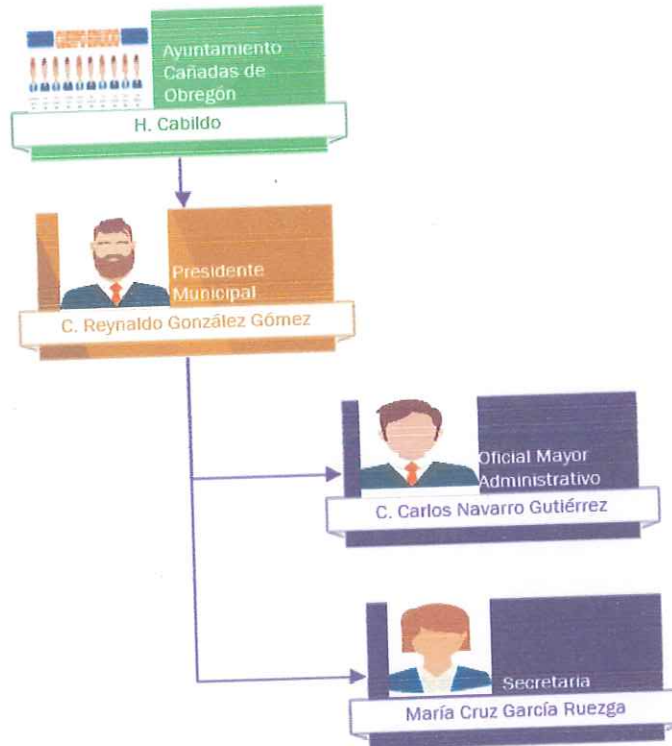 Ayuntamiento
Cañadas de
Obregón
H. Cabildo
Presidente
Municipal
C. Reynaldo González Gómez
Oficial Mayor
Administrativo
C. Carlos Navarro Gutiérrez
Secretaria
María Cruz García Ruezga